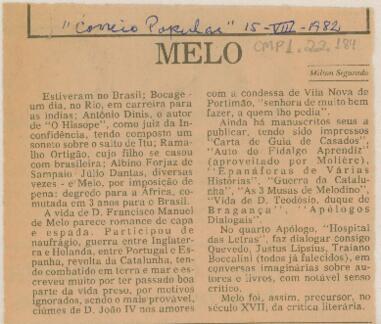 "Correio Popular" 15-VIII-1982
CMP1.22.184
MELO
Milton Segurado
Estiveram no Brasil; Bocage -
um dia, no Rio, em carreira para
as índias; Antônio Dinis, o autor
de "O Hissope", como juiz da In-
confidência, tendo composto um
soneto sobre o salto de Itu; Rama-
lho Ortigão, cujo filho se casou
com brasileira; Albino Forjaz de
Sampaio - Júlio Dantas, diversas
vezes - e Melo, por imposição de
pena: degredo para a África, co-
mutada em 3 anos para o Brasil.
A vida de D. Francisco Manuel
de Melo parece romance de capa
e espada. Participou de
naufrágio, guerra entre Inglater-
ra e Holanda, entre Portugal e Es-
panha, revolta da Catalunha, ten-
do combatido em terra e mar e es-
creveu muito por ter passado boa
parte da vida preso, por motivos
ignorados, sendo o mais provável,
ciúmes de D. João IV nos amores
com a condessa de Vila Nova de
Portimão, "senhora de muito bem
fazer, a quem lho pedia".
Ainda há manuscritos seus a
publicar, tendo sido impressos
"Carta de Guia de Casados",
"Auto do Fidalgo Aprendiz"
(aproveitado por Molière),
"Epanáforas de Várias
Histórias", "Guerra da Catalu-
nha", "As 3 Musas de Melodino",
"Vida de D. Teodósio, duque de
Bragança", "Apólogos
Dialogais".
No quarto Apólogo, "Hospital
das Letras", faz dialogar consigo
Quevedo, Justus Lipsius, Traiano
Boccalini (todos já falecidos), em
conversas imaginárias sobre au-
tores e livros, com notável senso
crítico.
Melo foi, assim, precursor, no
século XVII, da crítica literária.